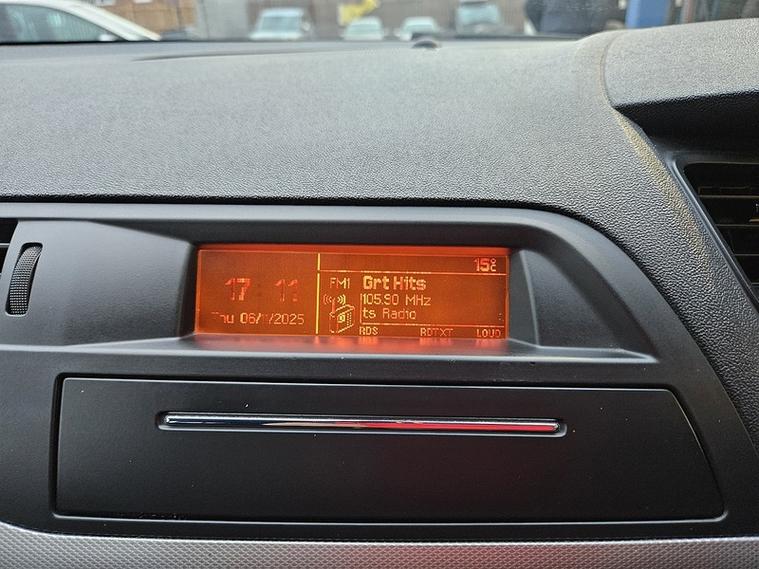 15°C
17:11
FM1
Grt Hits
105.90 MHz
ts Radio
Thu 06/11/2025
RDS
RDTXT
LOUD